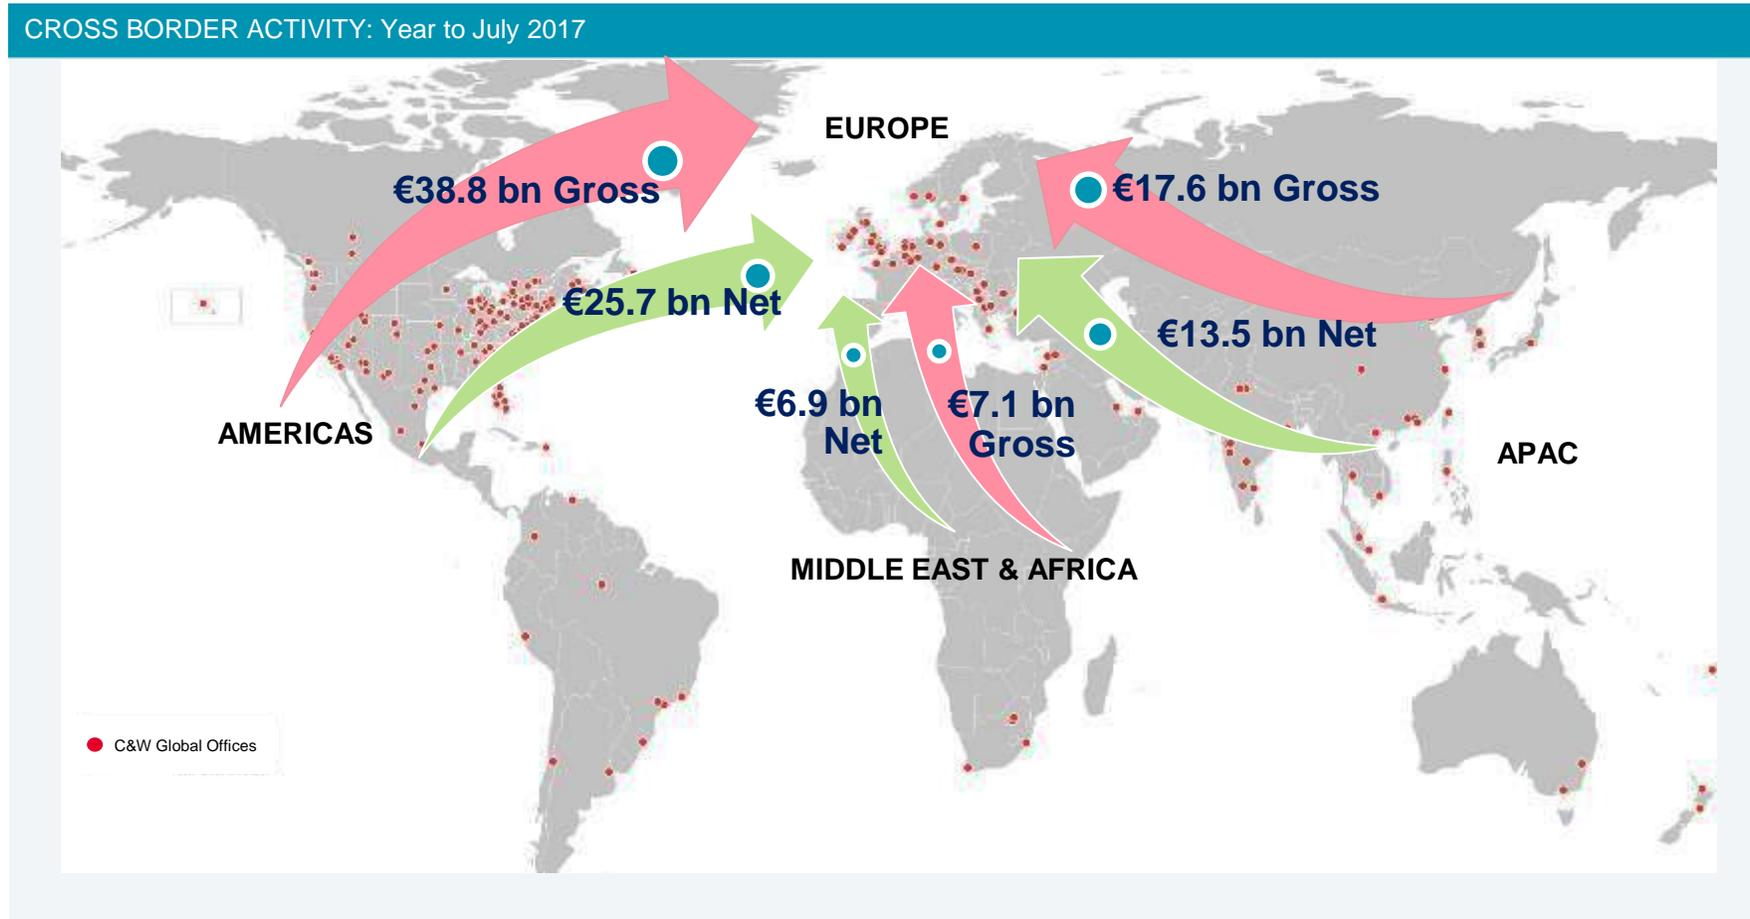 CROSS BORDER ACTIVITY: Year to July 2017
EUROPE
€38.8 bn Gross
€17.6 bn Gross
€25.7 bn Net
€13.5 bn Net
€6.9 bn
Net
€7.1 bn
Gross
AMERICAS
APAC
MIDDLE EAST & AFRICA
C&W Global Offices